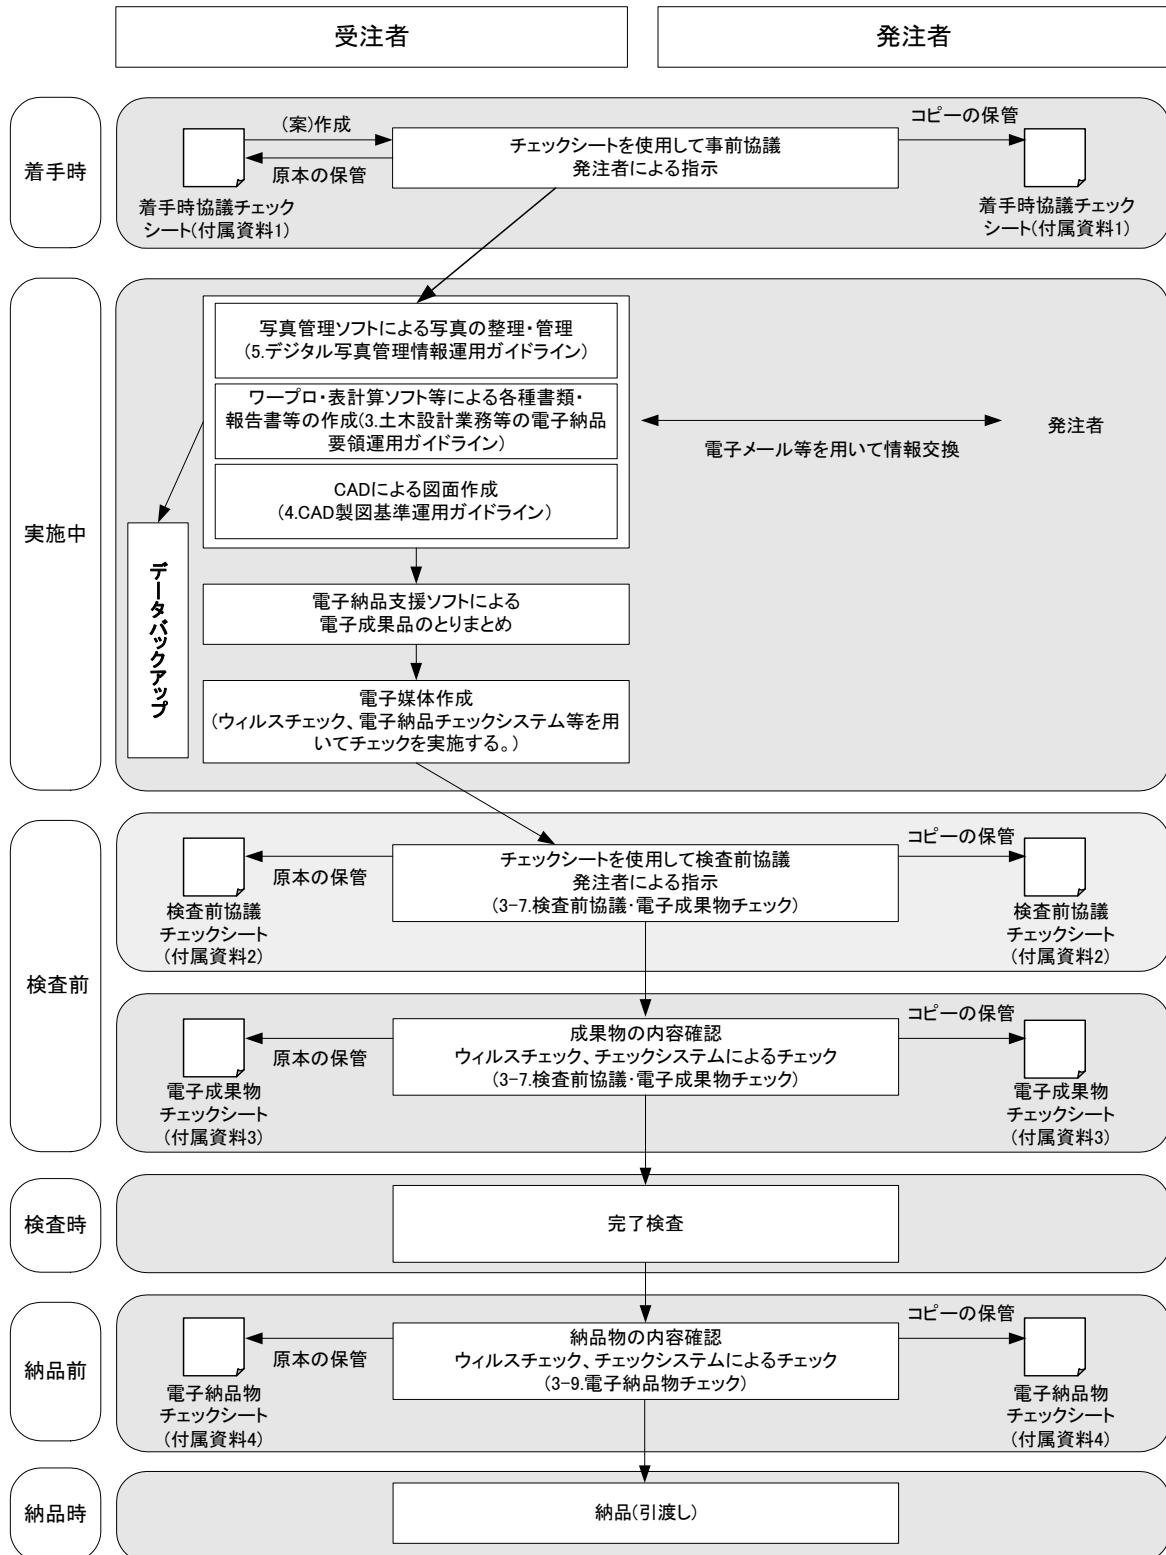 受注者
発注者
着手時
(案)作成
原本の保管
チェックシートを使用して事前協議
発注者による指示
コピーの保管
着手時協議チェック
シート(付属資料1)
着手時協議チェック
シート(付属資料1)
実施中
写真管理ソフトによる写真の整理・管理
(5.デジタル写真管理情報運用ガイドライン)
ワープロ・表計算ソフト等による各種書類・
報告書等の作成(3.土木設計業務等の電子納品
要領運用ガイドライン)
CADによる図面作成
(4.CAD製図基準運用ガイドライン)
電子メール等を用いて情報交換
発注者
データバックアップ
電子納品支援ソフトによる
電子成果品のとりまとめ
電子媒体作成
(ウィルスチェック、電子納品チェックシステム等を用
いてチェックを実施する。)
検査前
原本の保管
チェックシートを使用して検査前協議
発注者による指示
(3-7.検査前協議・電子成果物チェック)
コピーの保管
検査前協議
チェックシート
(付属資料2)
検査前協議
チェックシート
(付属資料2)
原本の保管
成果物の内容確認
ウィルスチェック、チェックシステムによるチェック
(3-7.検査前協議・電子成果物チェック)
コピーの保管
電子成果物
チェックシート
(付属資料3)
電子成果物
チェックシート
(付属資料3)
検査時
完了検査
納品前
原本の保管
納品物の内容確認
ウィルスチェック、チェックシステムによるチェック
(3-9.電子納品物チェック)
コピーの保管
電子納品物
チェックシート
(付属資料4)
電子納品物
チェックシート
(付属資料4)
納品時
納品(引渡し)